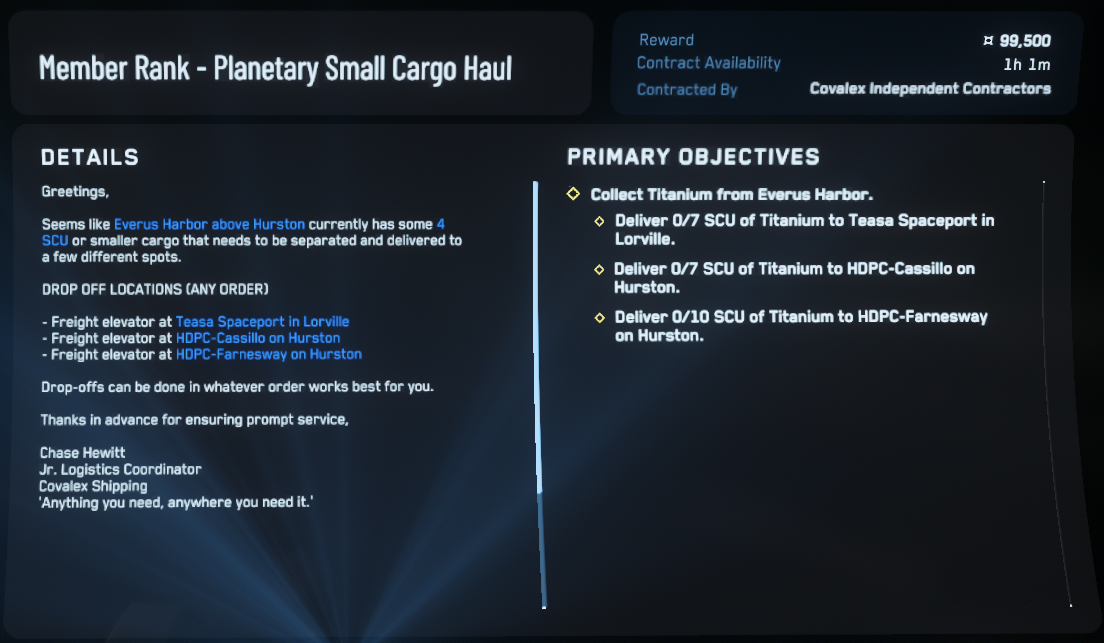 Member Rank - Planetary Small Cargo Haul
Reward ¤ 99,500
Contract Availability 1h 1m
Contracted By Covalex Independent Contractors
DETAILS
Greetings,
Seems like Everus Harbor above Hurston currently has some 4
SCU or smaller cargo that needs to be separated and delivered to
a few different spots.
DROP OFF LOCATIONS (ANY ORDER)
- Freight elevator at Teasa Spaceport in Lorville
- Freight elevator at HDPC-Cassillo on Hurston
- Freight elevator at HDPC-Farnesway on Hurston
Drop-offs can be done in whatever order works best for you.
Thanks in advance for ensuring prompt service,
Chase Hewitt
Jr. Logistics Coordinator
Covalex Shipping
'Anything you need, anywhere you need it.'
PRIMARY OBJECTIVES
Collect Titanium from Everus Harbor.
Deliver 0/7 SCU of Titanium to Teasa Spaceport in
Lorville.
Deliver 0/7 SCU of Titanium to HDPC-Cassillo on
Hurston.
Deliver 0/10 SCU of Titanium to HDPC-Farnesway
on Hurston.